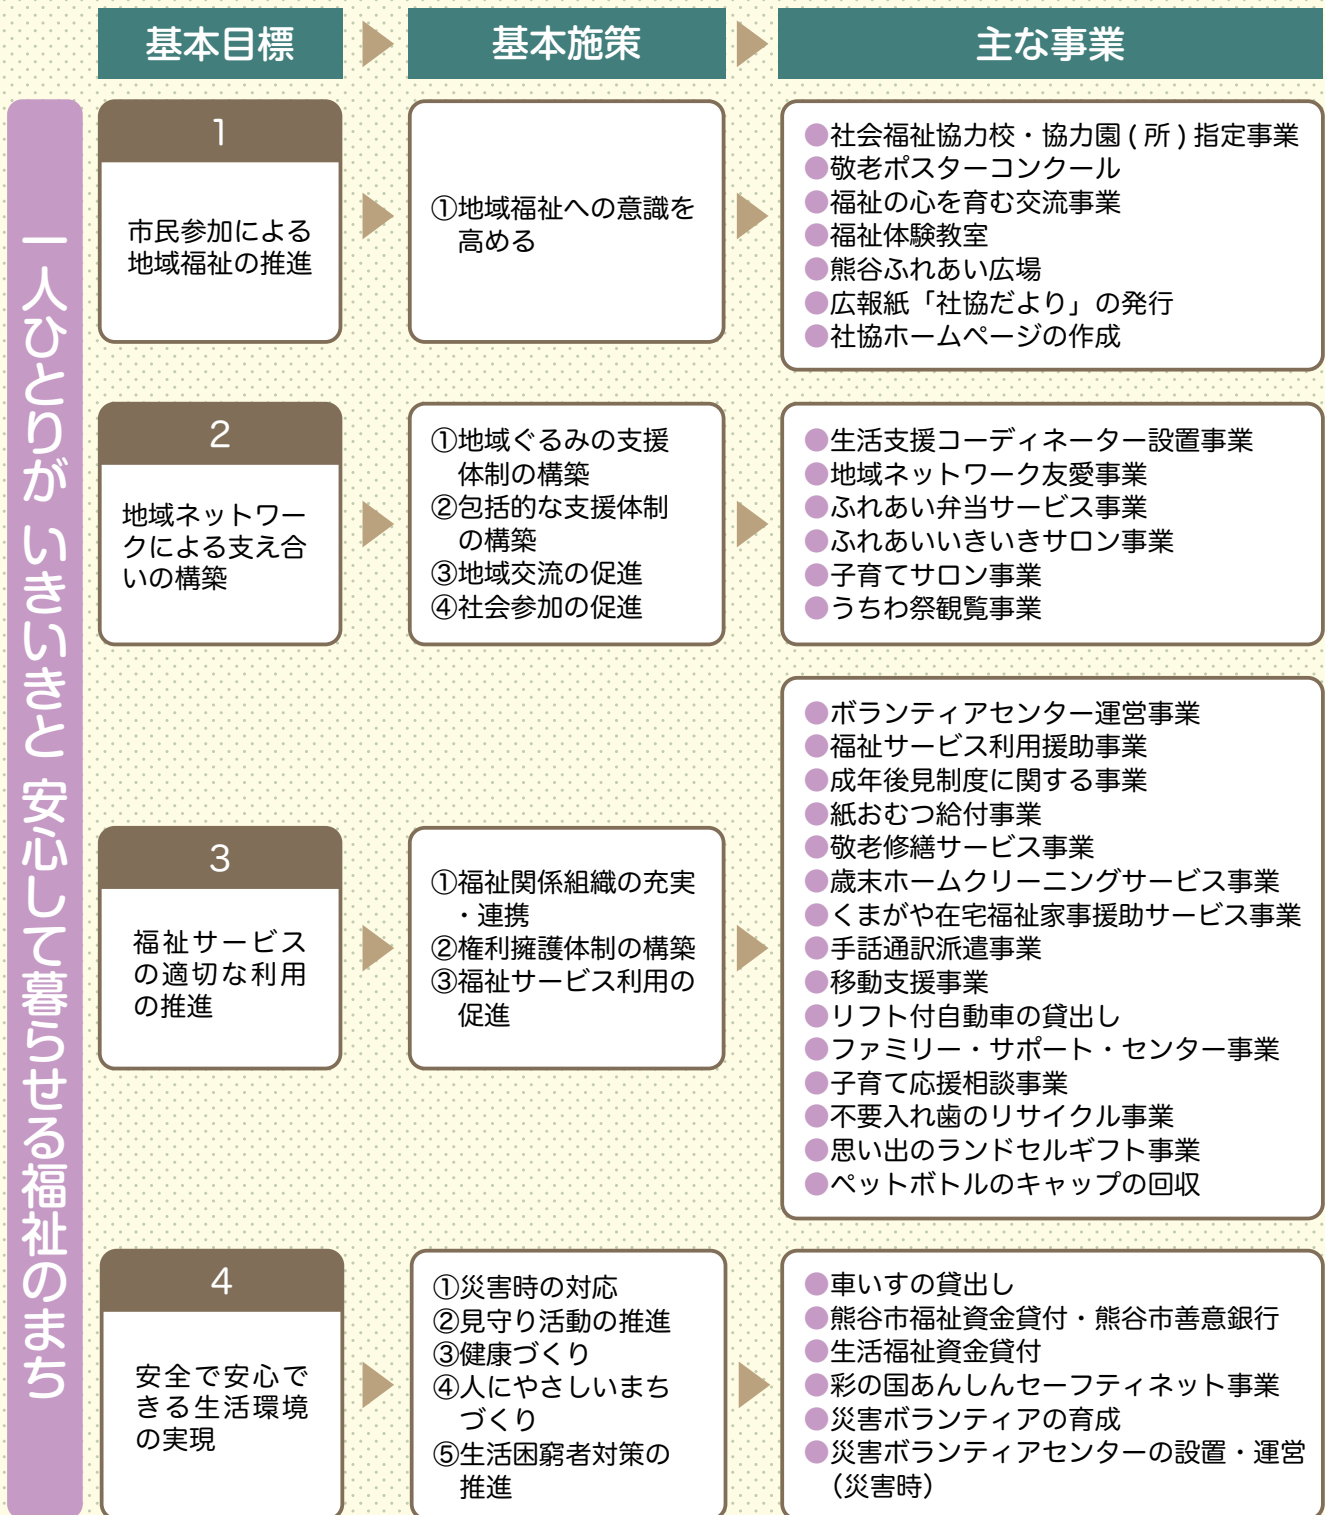 基本目標
基本施策
主な事業
一人ひとりが いきいきと 安心して暮らせる福祉のまち
1
市民参加による
地域福祉の推進
①地域福祉への意識を
高める
●社会福祉協力校・協力園(所)指定事業
●敬老ポスターコンクール
●福祉の心を育む交流事業
●福祉体験教室
●熊谷ふれあい広場
●広報紙「社協だより」の発行
●社協ホームページの作成
2
地域ネットワー
クによる支え合
いの構築
①地域ぐるみの支援
体制の構築
②包括的な支援体制
の構築
③地域交流の促進
④社会参加の促進
●生活支援コーディネーター設置事業
●地域ネットワーク友愛事業
●ふれあい弁当サービス事業
●ふれあいいきいきサロン事業
●子育てサロン事業
●うちわ祭観覧事業
3
福祉サービス
の適切な利用
の推進
①福祉関係組織の充実
・連携
②権利擁護体制の構築
③福祉サービス利用の
促進
●ボランティアセンター運営事業
●福祉サービス利用援助事業
●成年後見制度に関する事業
●紙おむつ給付事業
●敬老修繕サービス事業
●歳末ホームクリーニングサービス事業
●くまがや在宅福祉家事援助サービス事業
●手話通訳派遣事業
●移動支援事業
●リフト付自動車の貸出し
●ファミリー・サポート・センター事業
●子育て応援相談事業
●不要入れ歯のリサイクル事業
●思い出のランドセルギフト事業
●ペットボトルのキャップの回収
4
安全で安心で
きる生活環境
の実現
①災害時の対応
②見守り活動の推進
③健康づくり
④人にやさしいまち
づくり
⑤生活困窮者対策の
推進
●車いすの貸出し
●熊谷市福祉資金貸付・熊谷市善意銀行
●生活福祉資金貸付
●彩の国あんしんセーフティネット事業
●災害ボランティアの育成
●災害ボランティアセンターの設置・運営
(災害時)